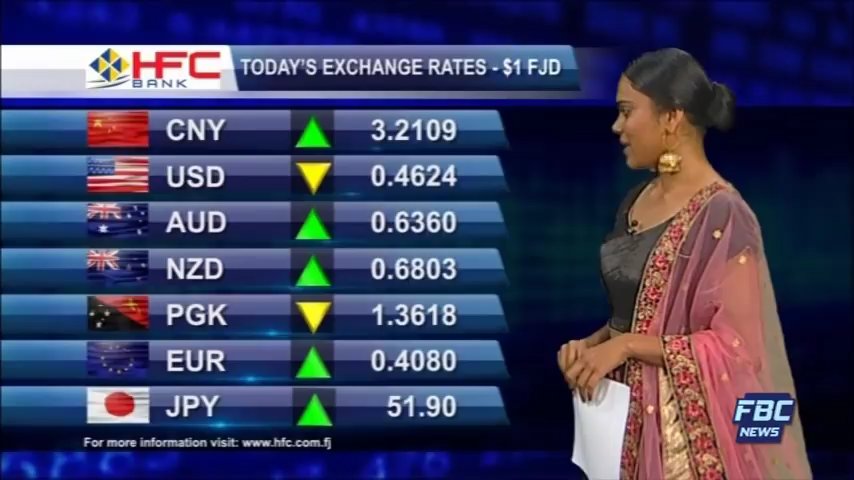 HFC BANK
TODAY'S EXCHANGE RATES - $1 FJD
CNY 3.2109
USD 0.4624
AUD 0.6360
NZD 0.6803
PGK 1.3618
EUR 0.4080
JPY 51.90
For more information visit: www.hfc.com.fj
FBC
NEWS